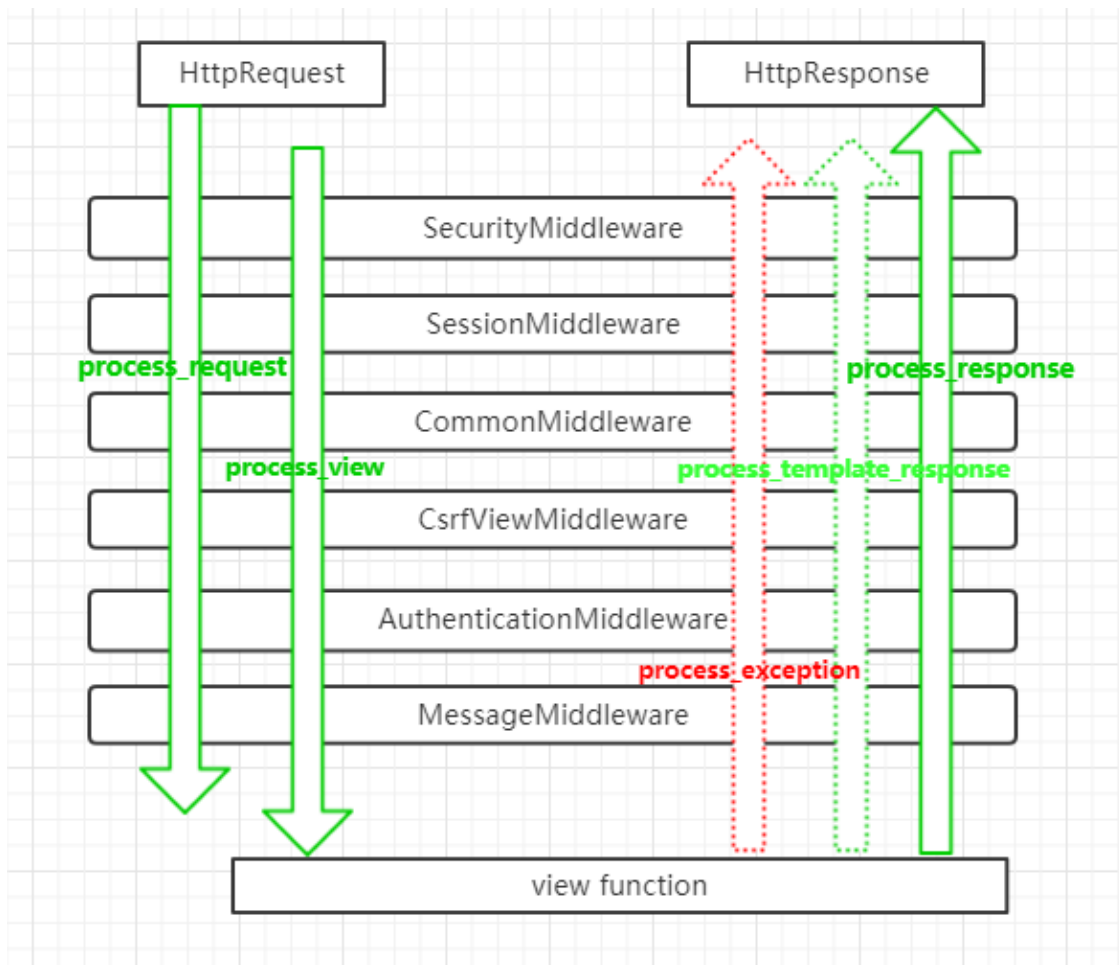 HttpRequest
HttpResponse
SecurityMiddleware
SessionMiddleware
process_request
process_response
CommonMiddleware
process_view
process_template_response
CsrfViewMiddleware
AuthenticationMiddleware
process_exception
MessageMiddleware
view function